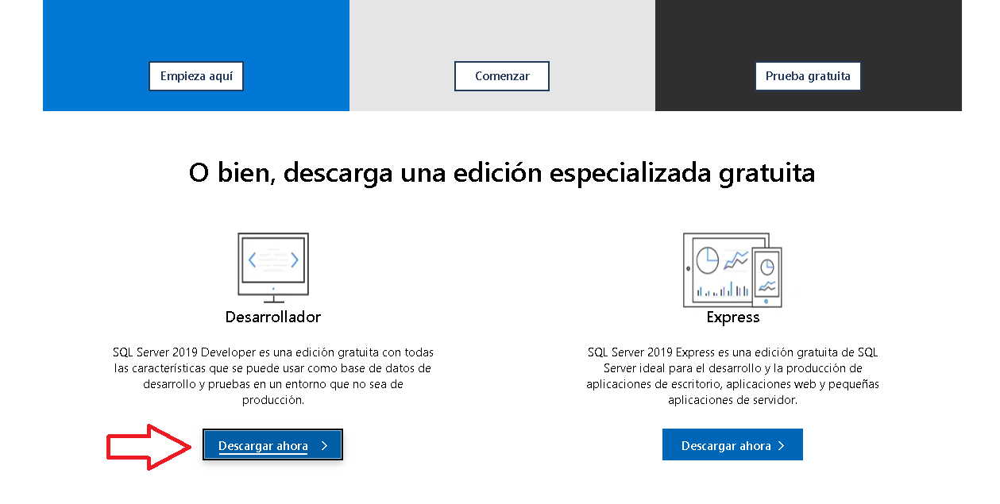 Empieza aquí
Comenzar
Prueba gratuita
O bien, descarga una edición especializada gratuita
Desarrollador
SQL Server 2019 Developer es una edición gratuita con todas
las características que se puede usar como base de datos de
desarrollo y pruebas en un entorno que no sea de
producción.
Descargar ahora
Express
SQL Server 2019 Express es una edición gratuita de SQL
Server ideal para el desarrollo y la producción de
aplicaciones de escritorio, aplicaciones web y pequeñas
aplicaciones de servidor.
Descargar ahora